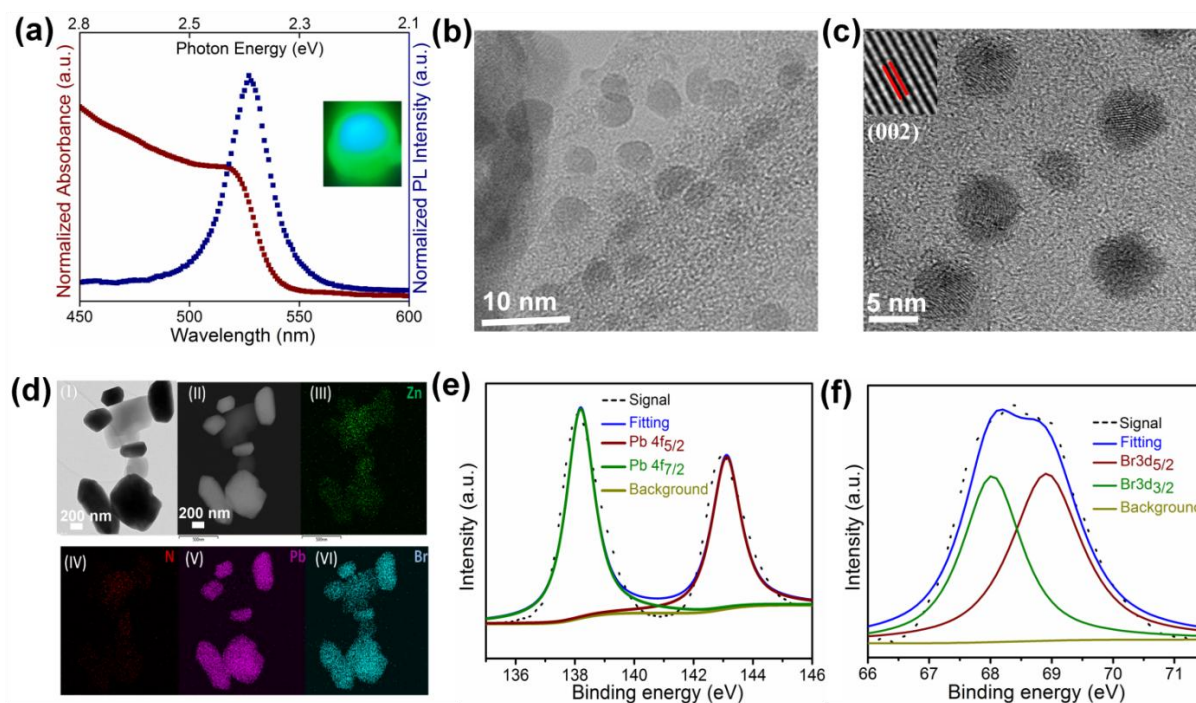 (a)
2.8 2.5 2.3 2.1
Photon Energy (eV)
Normalized Absorbance (a.u.)
Normalized PL Intensity (a.u.)
450 500 550 600
Wavelength (nm)
(b)
10 nm
(c)
(002)
5 nm
(d)
(I)
200 nm
(II)
200 nm
(III)
Zn
(IV)
N
(V)
Pb
(VI)
Br
(e)
Signal
Fitting
Pb 4f5/2
Pb 4f7/2
Background
Intensity (a.u.)
136 138 140 142 144 146
Binding energy (eV)
(f)
Signal
Fitting
Br3d5/2
Br3d3/2
Background
Intensity (a.u.)
66 67 68 69 70 71
Binding energy (eV)